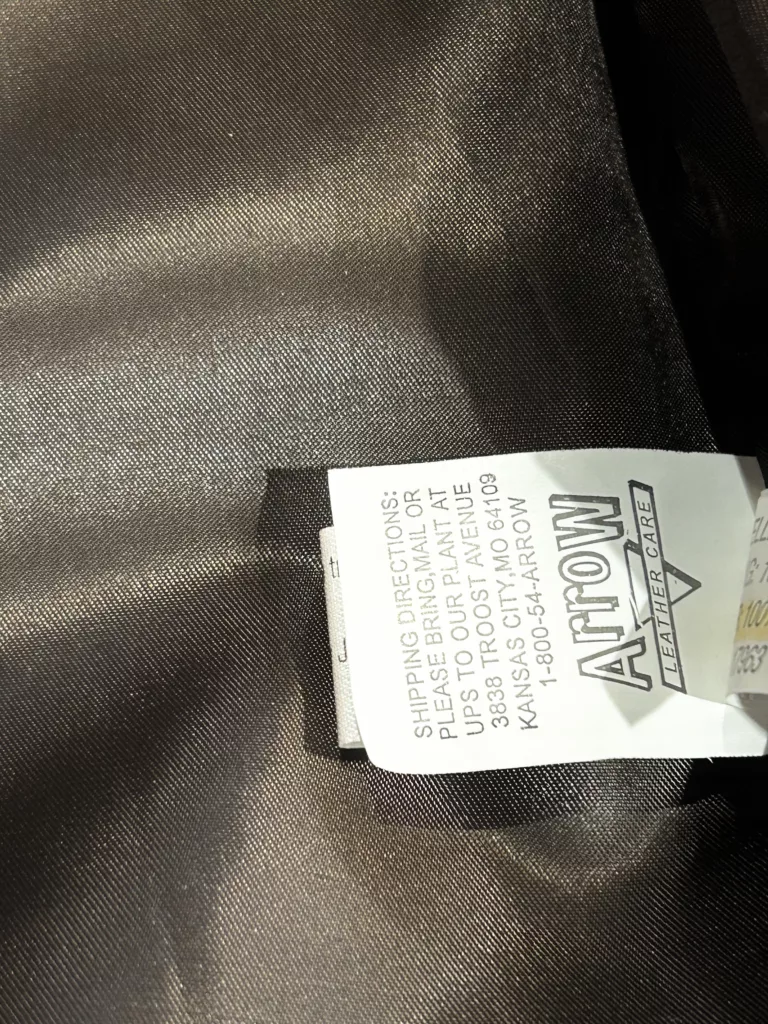 SHIPPING DIRECTIONS:
PLEASE BRING,MAIL OR
UPS TO OUR PLANT AT
3838 TROOST AVENUE
KANSAS CITY,MO 64109
1-800-54-ARROW
Arrow
LEATHER CARE